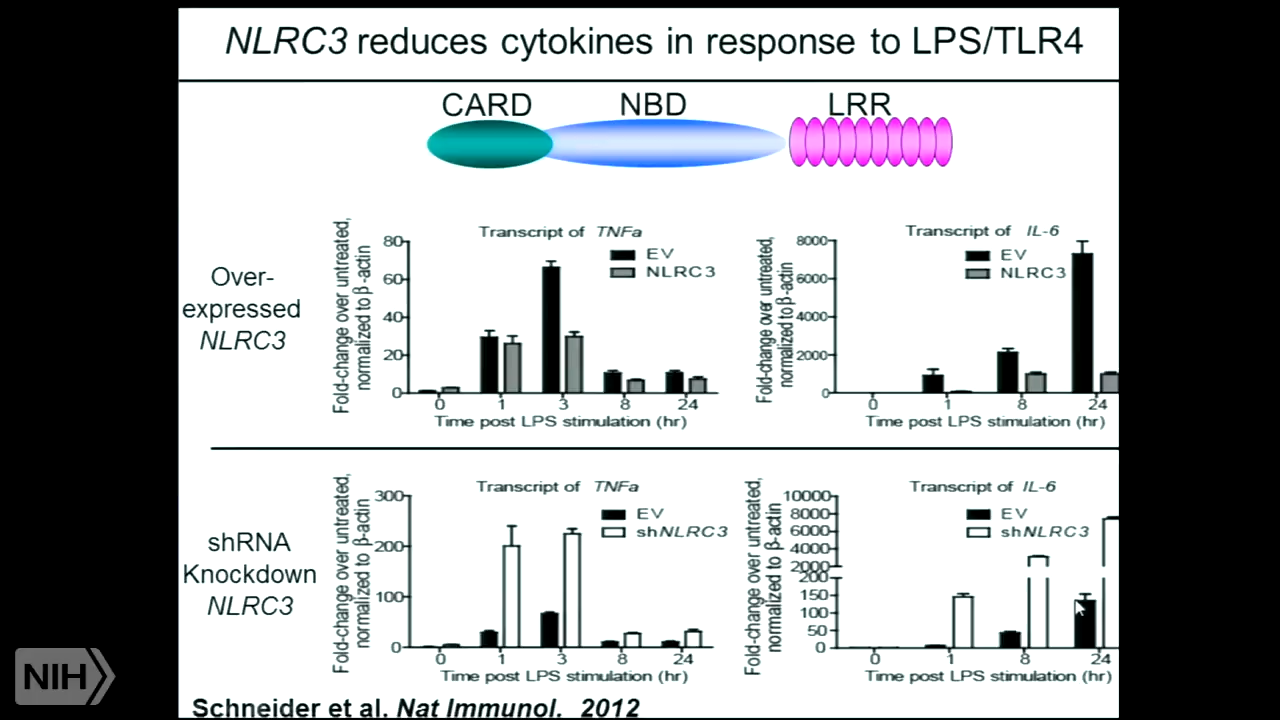 NLRC3 reduces cytokines in response to LPS/TLR4
CARD NBD LRR
Over-
expressed
NLRC3
Fold-change over untreated,
normalized to β-actin
Transcript of TNFa
EV
NLRC3
80
60
40
20
0
0 1 3 8 24
Time post LPS stimulation (hr)
Fold-change over untreated,
normalized to β-actin
Transcript of IL-6
EV
NLRC3
8000
6000
4000
2000
0
0 1 8 24
Time post LPS stimulation (hr)
shRNA
Knockdown
NLRC3
Fold-change over untreated,
normalized to β-actin
Transcript of TNFa
EV
shNLRC3
300
200
100
0
0 1 3 8 24
Time post LPS stimulation (hr)
Fold-change over untreated,
normalized to β-actin
Transcript of IL-6
EV
shNLRC3
10000
8000
6000
4000
2000
200
150
100
50
0
0 1 8 24
Time post LPS stimulation (hr)
NIH
Schneider et al. Nat Immunol. 2012